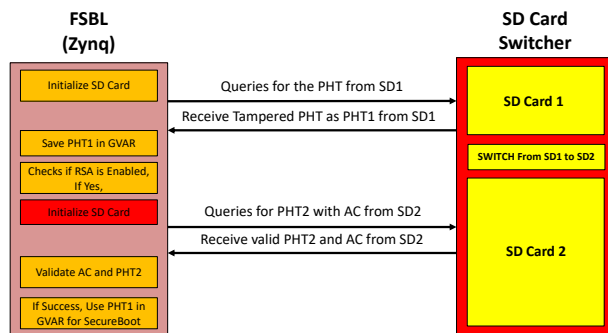 FSBL
(Zynq)
SD Card
Switcher
Initialize SD Card
Queries for the PHT from SD1
SD Card 1
Receive Tampered PHT as PHT1 from SD1
Save PHT1 in GVAR
SWITCH From SD1 to SD2
Checks if RSA is Enabled,
If Yes,
Initialize SD Card
Queries for PHT2 with AC from SD2
Receive valid PHT2 and AC from SD2
SD Card 2
Validate AC and PHT2
If Success, Use PHT1 in
GVAR for SecureBoot